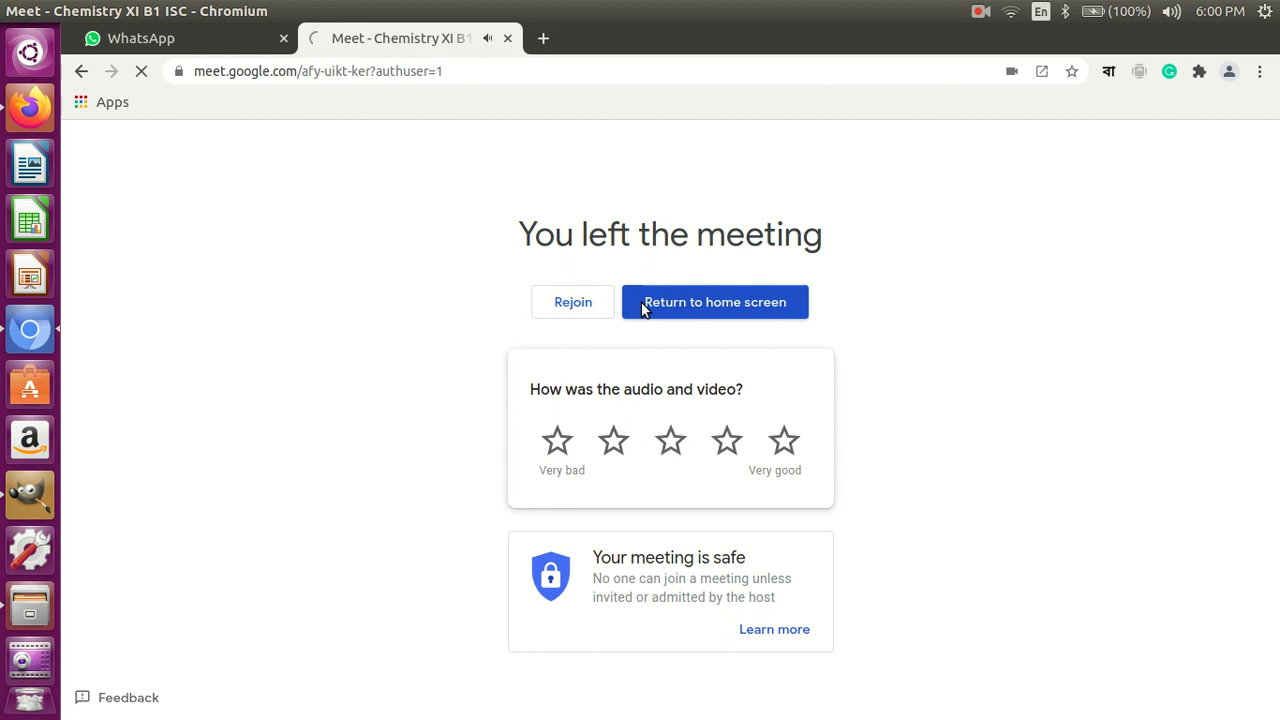 Meet - Chemistry XI B1 ISC - Chromium
En
(100%)
6:00 PM
WhatsApp
Meet - Chemistry XI B1
meet.google.com/afy-uikt-ker?authuser=1
বা
Apps
You left the meeting
Rejoin
Return to home screen
How was the audio and video?
Very bad
Very good
Your meeting is safe
No one can join a meeting unless
invited or admitted by the host
Learn more
Feedback